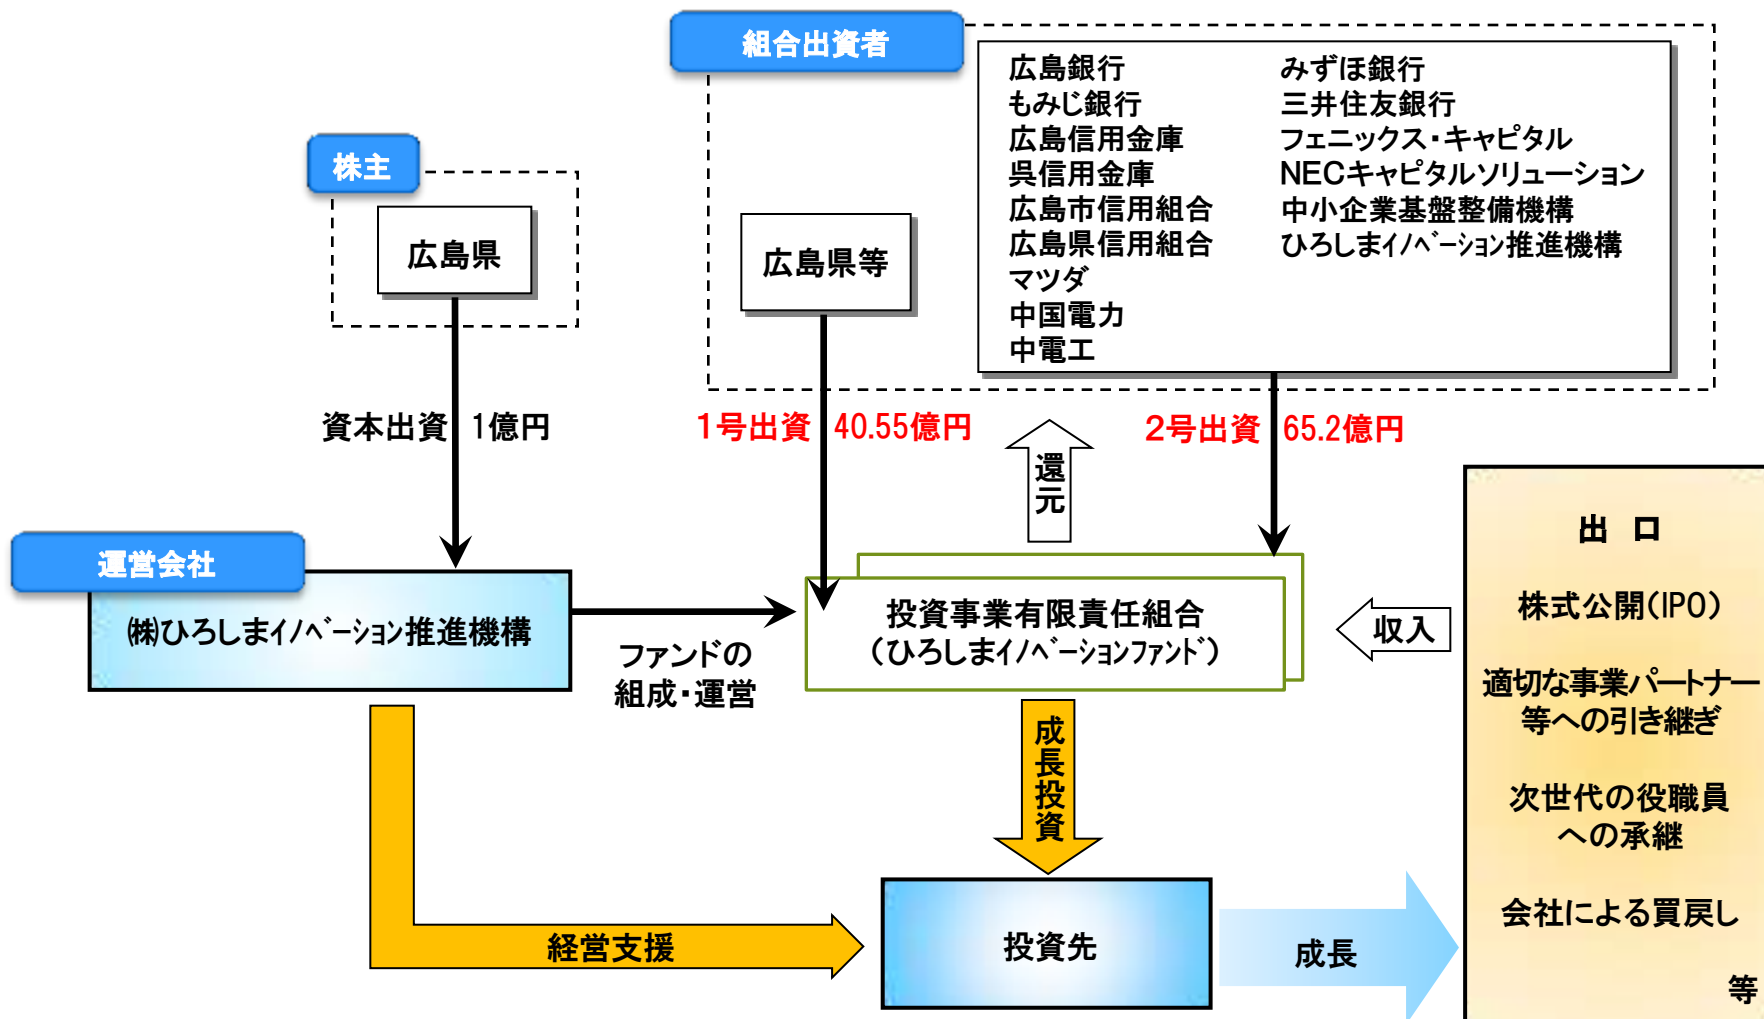 組合出資者
広島銀行
もみじ銀行
広島信用金庫
呉信用金庫
広島市信用組合
広島県信用組合
マツダ
中国電力
中電工
みずほ銀行
三井住友銀行
フェニックス・キャピタル
NECキャピタルソリューション
中小企業基盤整備機構
ひろしまｲﾉﾍﾞｰｼｮﾝ推進機構
株主
広島県
広島県等
資本出資 1億円
1号出資 40.55億円
2号出資 65.2億円
還元
運営会社
㈱ひろしまｲﾉﾍﾞｰｼｮﾝ推進機構
ファンドの
組成・運営
投資事業有限責任組合
（ひろしまｲﾉﾍﾞｰｼｮﾝﾌｧﾝﾄﾞ）
収入
出 口
株式公開(IPO)
適切な事業パートナー
等への引き継ぎ
次世代の役職員
への承継
会社による買戻し
等
成長投資
経営支援
投資先
成長